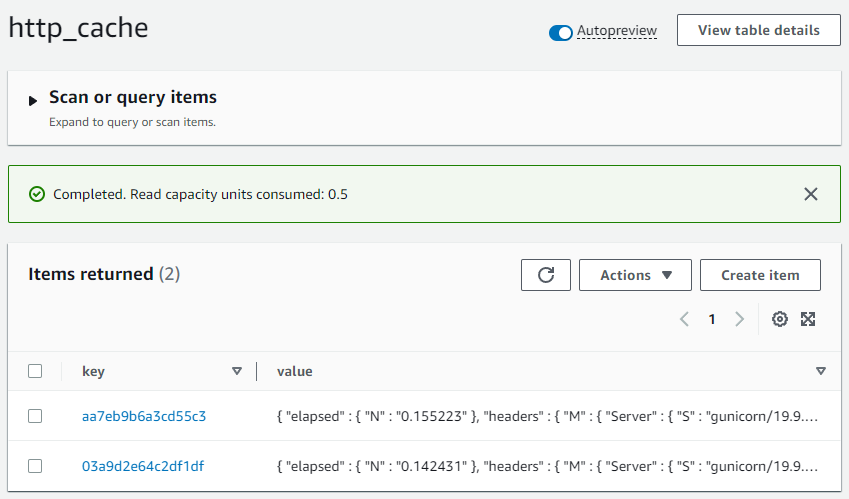 http_cache
Autopreview
View table details
Scan or query items
Expand to query or scan items.
Completed. Read capacity units consumed: 0.5
Items returned (2)
Actions
Create item
1
key value
aa7eb9b6a3cd55c3 { "elapsed" : { "N" : "0.155223" }, "headers" : { "M" : { "Server" : { "S" : "gunicorn/19.9....
03a9d2e64c2df1df { "elapsed" : { "N" : "0.142431" }, "headers" : { "M" : { "Server" : { "S" : "gunicorn/19.9....